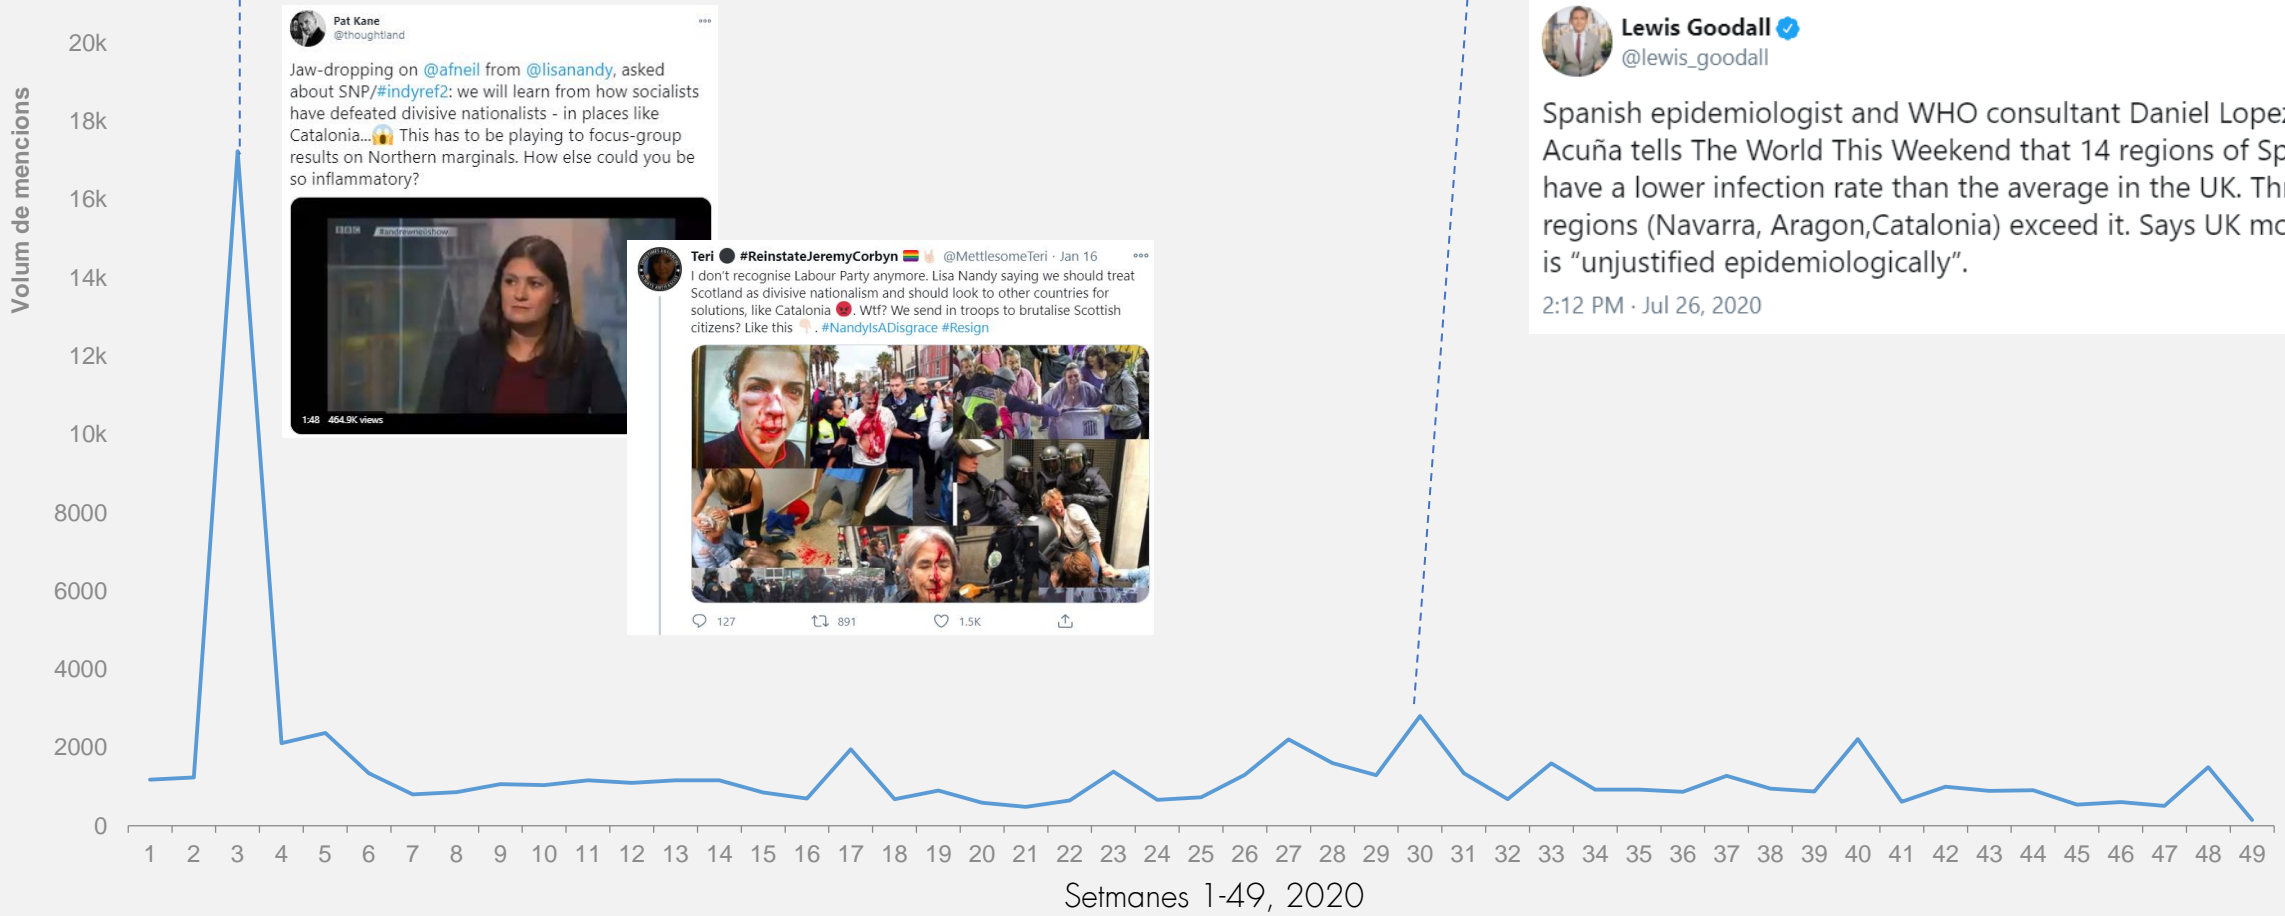 Volum de mencions
20k
18k
16k
14k
12k
10k
8000
6000
4000
2000
0
Pat Kane
@thoughtland
Jaw-dropping on @afneil from @lisanandy, asked
about SNP/#indyref2: we will learn from how socialists
have defeated divisive nationalists - in places like
Catalonia...😱 This has to be playing to focus-group
results on Northern marginals. How else could you be
so inflammatory?
BBC #andrewneilshow
1:48 464.9K views
Teri ⚫ #ReinstateJeremyCorbyn 🏳️‍🌈 ✌🏻 @MettlesomeTeri · Jan 16
I don't recognise Labour Party anymore. Lisa Nandy saying we should treat
Scotland as divisive nationalism and should look to other countries for
solutions, like Catalonia 😡. Wtf? We send in troops to brutalise Scottish
citizens? Like this 👇🏻. #NandyIsADisgrace #Resign
127 891 1.5K
Lewis Goodall
@lewis_goodall
Spanish epidemiologist and WHO consultant Daniel Lopez
Acuña tells The World This Weekend that 14 regions of Sp
have a lower infection rate than the average in the UK. Th
regions (Navarra, Aragon,Catalonia) exceed it. Says UK mo
is “unjustified epidemiologically”.
2:12 PM · Jul 26, 2020
1 2 3 4 5 6 7 8 9 10 11 12 13 14 15 16 17 18 19 20 21 22 23 24 25 26 27 28 29 30 31 32 33 34 35 36 37 38 39 40 41 42 43 44 45 46 47 48 49
Setmanes 1-49, 2020